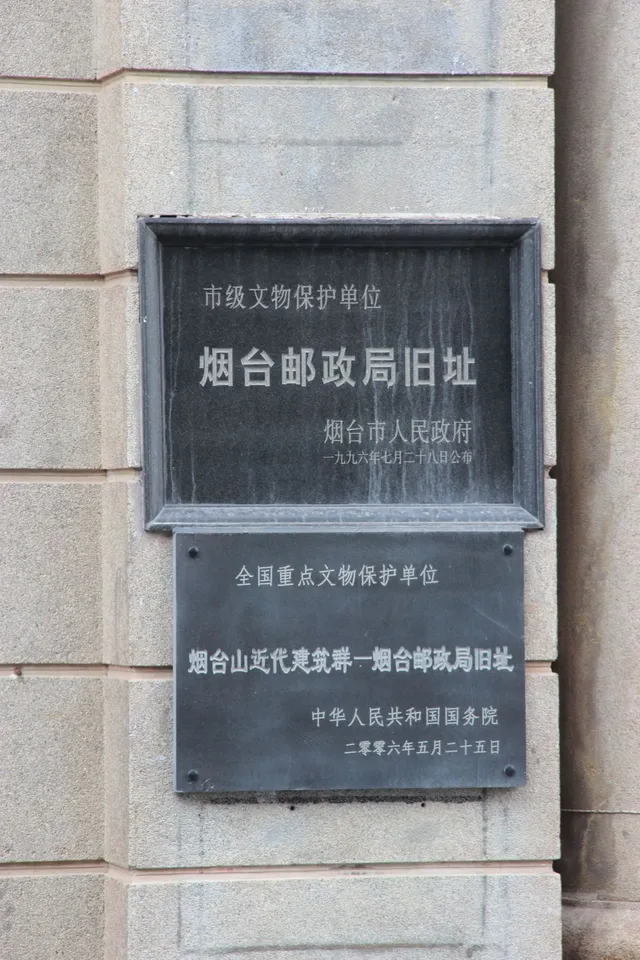 市级文物保护单位
烟台邮政局旧址
烟台市人民政府
一九九六年七月二十八日公布
全国重点文物保护单位
烟台山近代建筑群—烟台邮政局旧址
中华人民共和国国务院
二零零六年五月二十五日